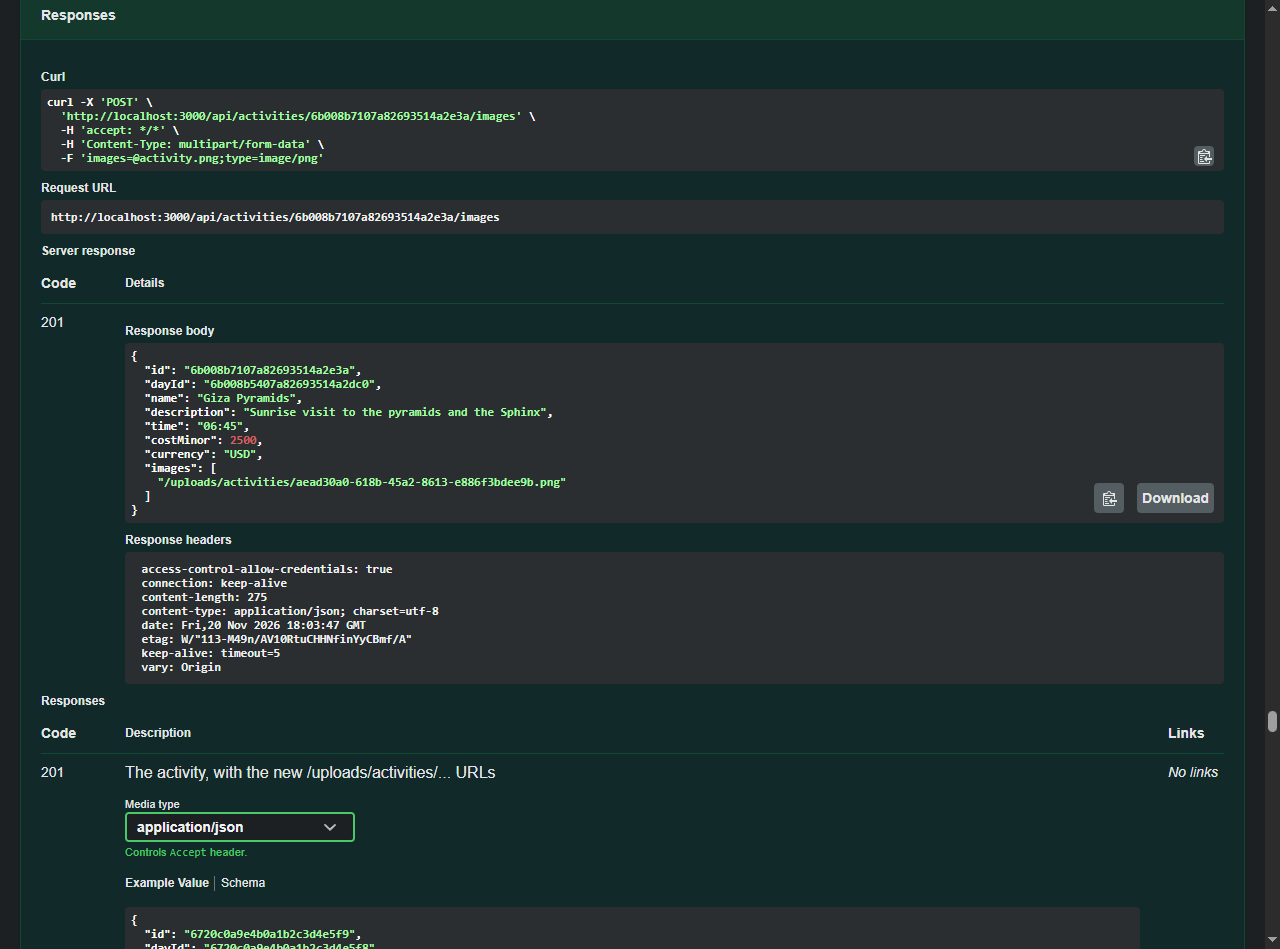 Responses
Curl
curl -X 'POST' \
  'http://localhost:3000/api/activities/6b008b7107a82693514a2e3a/images' \
  -H 'accept: */*' \
  -H 'Content-Type: multipart/form-data' \
  -F 'images=@activity.png;type=image/png'
Request URL
http://localhost:3000/api/activities/6b008b7107a82693514a2e3a/images
Server response
Code Details
201
Response body
{
  "id": "6b008b7107a82693514a2e3a",
  "dayId": "6b008b5407a82693514a2dc0",
  "name": "Giza Pyramids",
  "description": "Sunrise visit to the pyramids and the Sphinx",
  "time": "06:45",
  "costMinor": 2500,
  "currency": "USD",
  "images": [
    "/uploads/activities/aead30a0-618b-45a2-8613-e886f3bdee9b.png"
  ]
}
Download
Response headers
access-control-allow-credentials: true
connection: keep-alive
content-length: 275
content-type: application/json; charset=utf-8
date: Fri,20 Nov 2026 18:03:47 GMT
etag: W/"113-M49n/AV10RtuCHHNfinYyCBmf/A"
keep-alive: timeout=5
vary: Origin
Responses
Code Description Links
201 The activity, with the new /uploads/activities/... URLs No links
Media type
application/json
Controls Accept header.
Example Value Schema
{
  "id": "6720c0a9e4b0a1b2c3d4e5f9",
  "dayId": "6720c0a9e4b0a1b2c3d4e5f8",